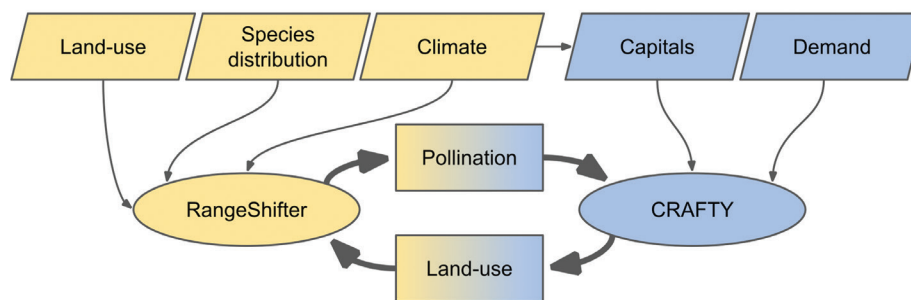 Land-use
Species
distribution
Climate
Capitals
Demand
Pollination
RangeShifter
CRAFTY
Land-use